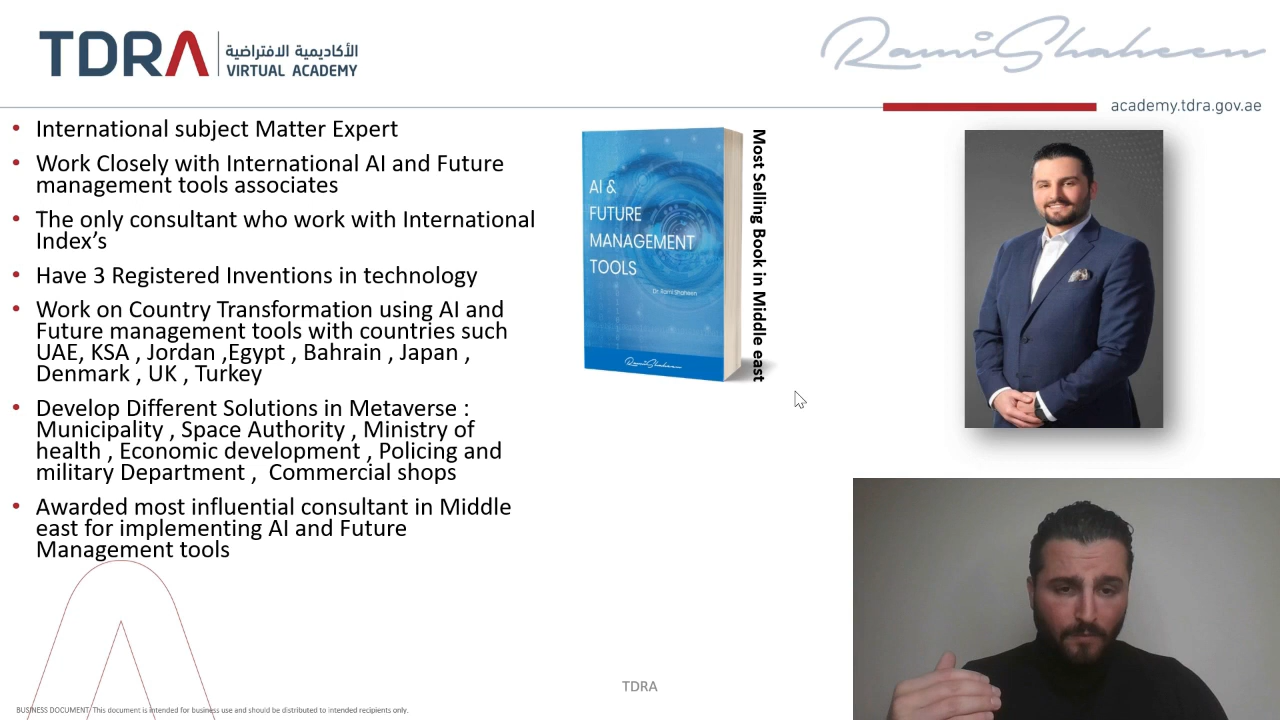 TDRA
الأكاديمية الافتراضية
VIRTUAL ACADEMY
Rami Shaheen
academy.tdra.gov.ae
• International subject Matter Expert
• Work Closely with International AI and Future
management tools associates
• The only consultant who work with International
Index’s
• Have 3 Registered Inventions in technology
• Work on Country Transformation using AI and
Future management tools with countries such
UAE, KSA , Jordan ,Egypt , Bahrain , Japan ,
Denmark , UK , Turkey
• Develop Different Solutions in Metaverse :
Municipality , Space Authority , Ministry of
health , Economic development , Policing and
military Department ,  Commercial shops
• Awarded most influential consultant in Middle
east for implementing AI and Future
Management tools
AI &
FUTURE
MANAGEMENT
TOOLS
Dr. Rami Shaheen
Rami Shaheen
Most Selling Book in Middle east
TDRA
BUSINESS DOCUMENT: This document is intended for business use and should be distributed to intended recipients only.